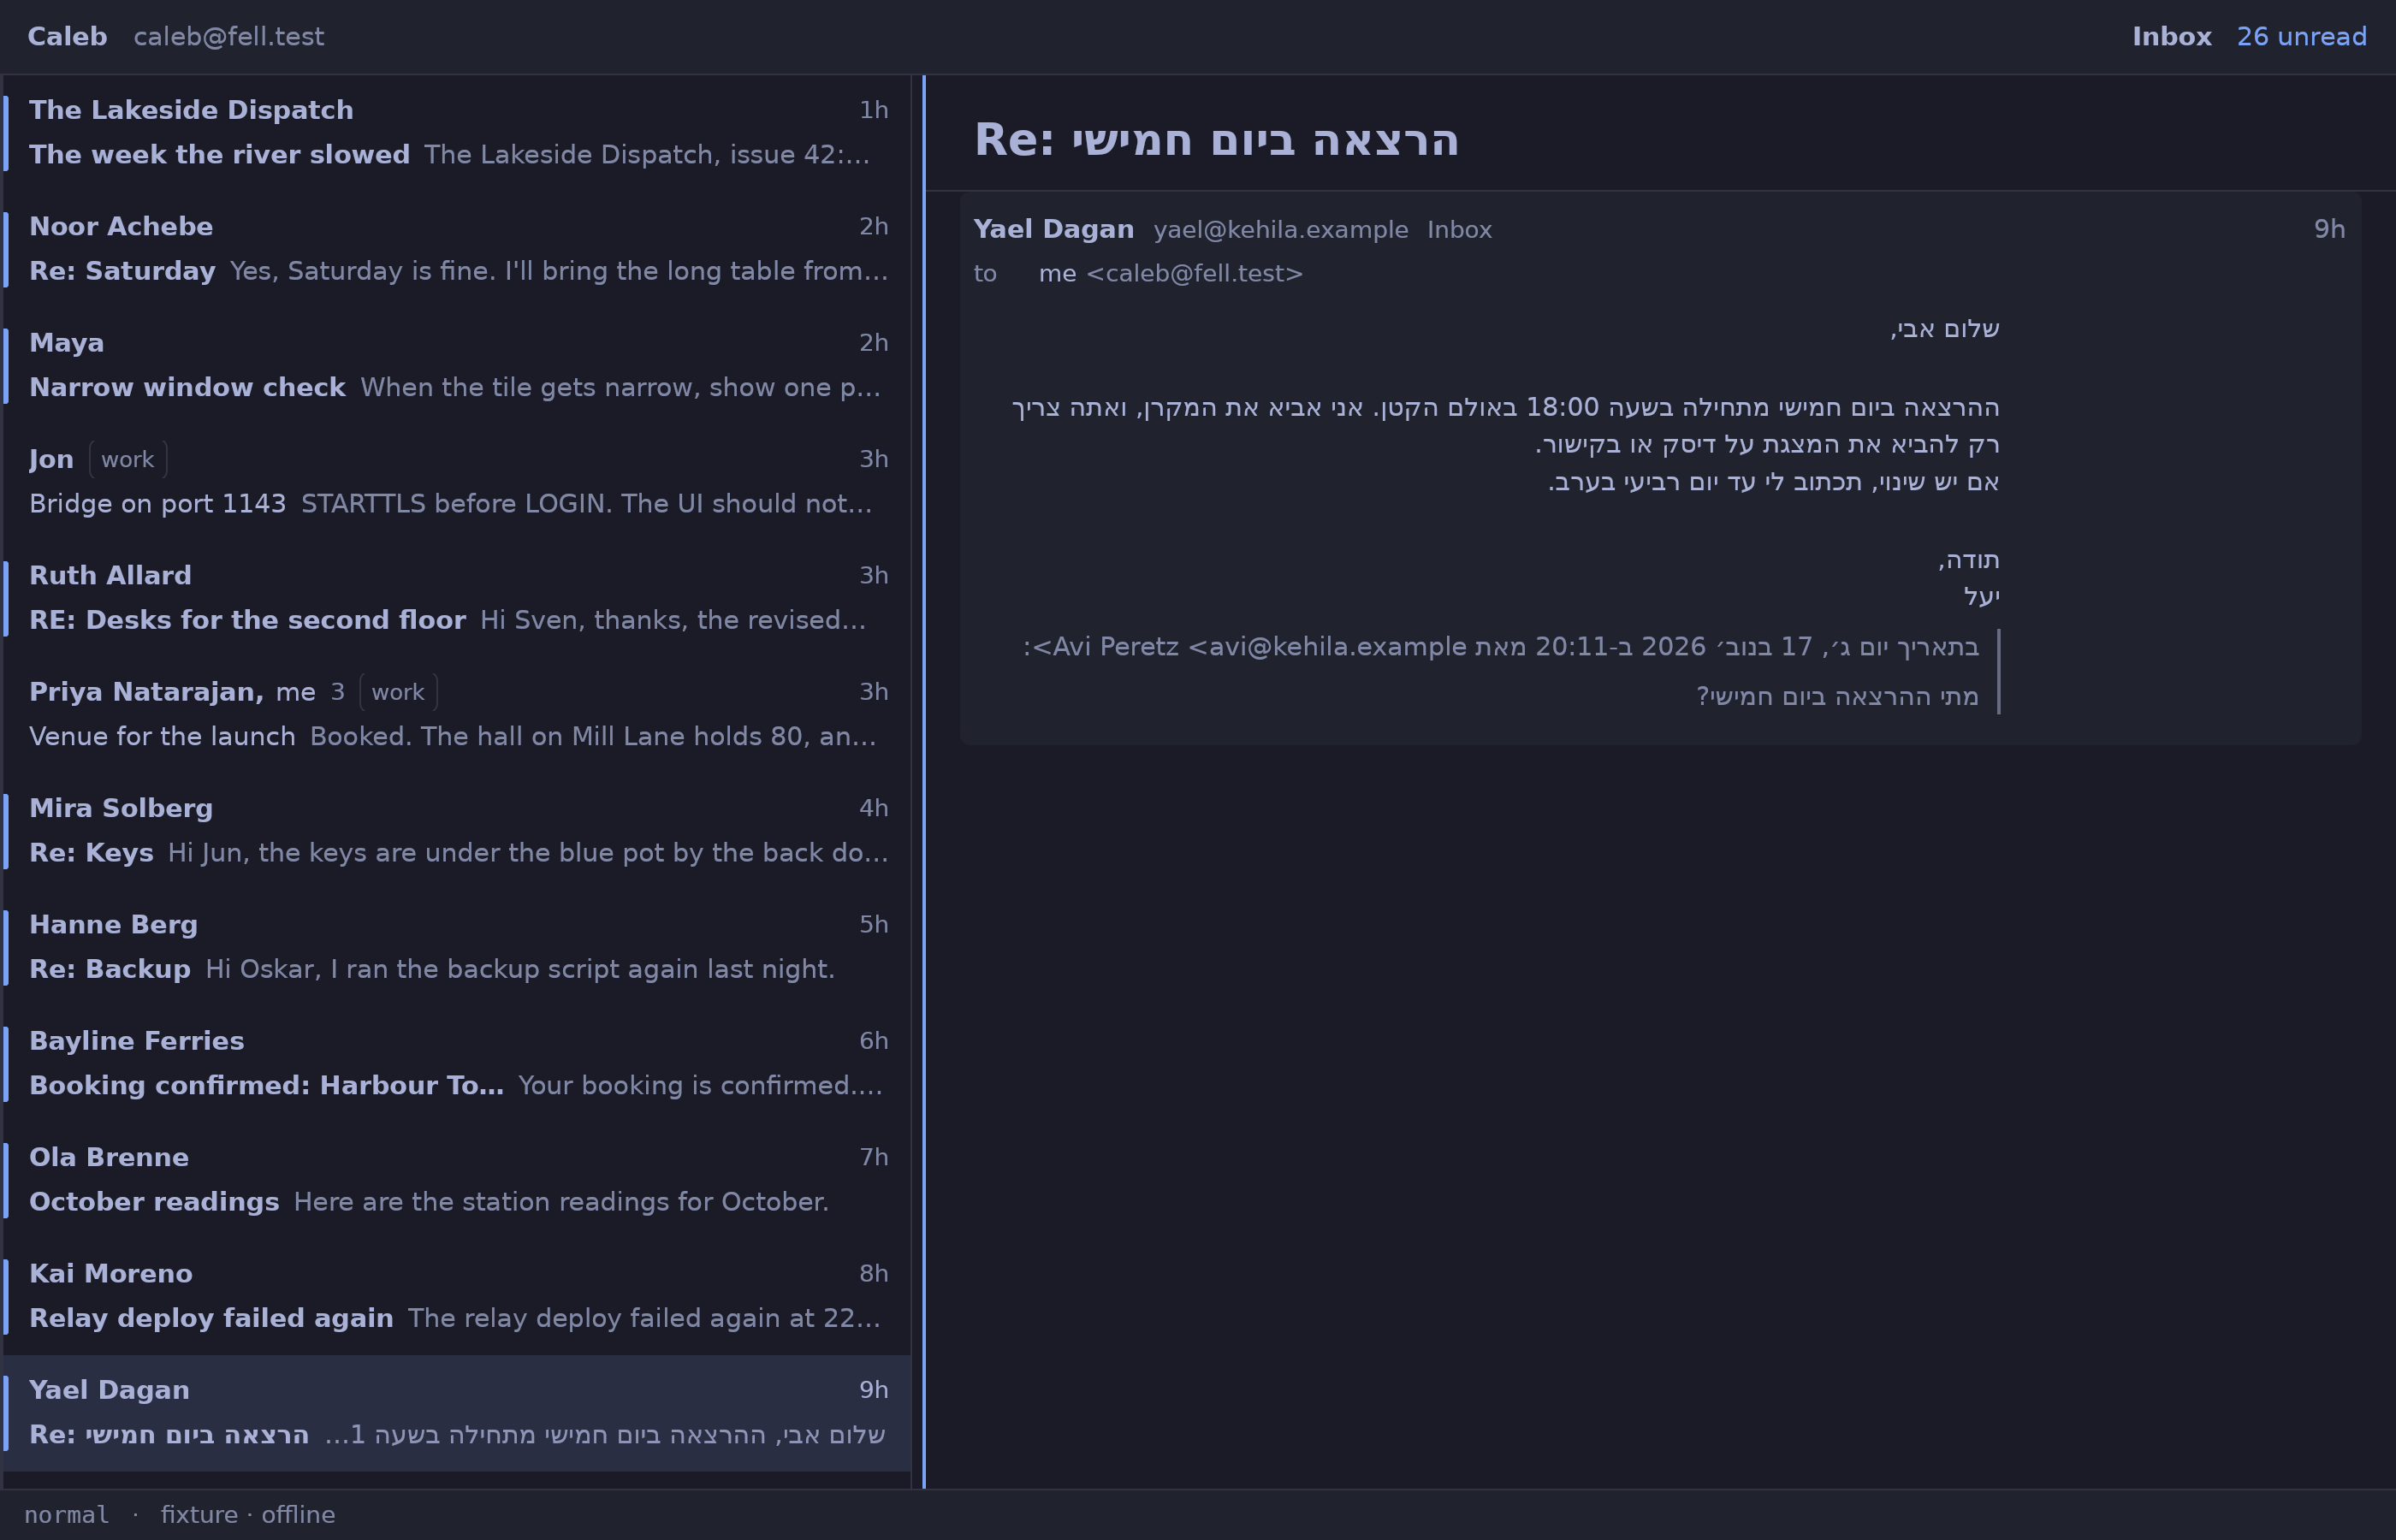 Caleb caleb@fell.test
Inbox 26 unread
The Lakeside Dispatch 1h
The week the river slowed The Lakeside Dispatch, issue 42:…
Noor Achebe 2h
Re: Saturday Yes, Saturday is fine. I'll bring the long table from…
Maya 2h
Narrow window check When the tile gets narrow, show one p…
Jon work 3h
Bridge on port 1143 STARTTLS before LOGIN. The UI should not…
Ruth Allard 3h
RE: Desks for the second floor Hi Sven, thanks, the revised…
Priya Natarajan, me 3 work 3h
Venue for the launch Booked. The hall on Mill Lane holds 80, an…
Mira Solberg 4h
Re: Keys Hi Jun, the keys are under the blue pot by the back do…
Hanne Berg 5h
Re: Backup Hi Oskar, I ran the backup script again last night.
Bayline Ferries 6h
Booking confirmed: Harbour To… Your booking is confirmed.…
Ola Brenne 7h
October readings Here are the station readings for October.
Kai Moreno 8h
Relay deploy failed again The relay deploy failed again at 22…
Yael Dagan 9h
Re: הרצאה ביום חמישי שלום אבי, ההרצאה ביום חמישי מתחילה בשעה 1…
Re: הרצאה ביום חמישי
Yael Dagan yael@kehila.example Inbox 9h
to me <caleb@fell.test>
שלום אבי,
ההרצאה ביום חמישי מתחילה בשעה 18:00 באולם הקטן. אני אביא את המקרן, ואתה צריך
רק להביא את המצגת על דיסק או בקישור.
אם יש שינוי, תכתוב לי עד יום רביעי בערב.
תודה,
יעל
בתאריך יום ג׳, 17 בנוב׳ 2026 ב-20:11 מאת Avi Peretz <avi@kehila.example>:
מתי ההרצאה ביום חמישי?
normal · fixture · offline